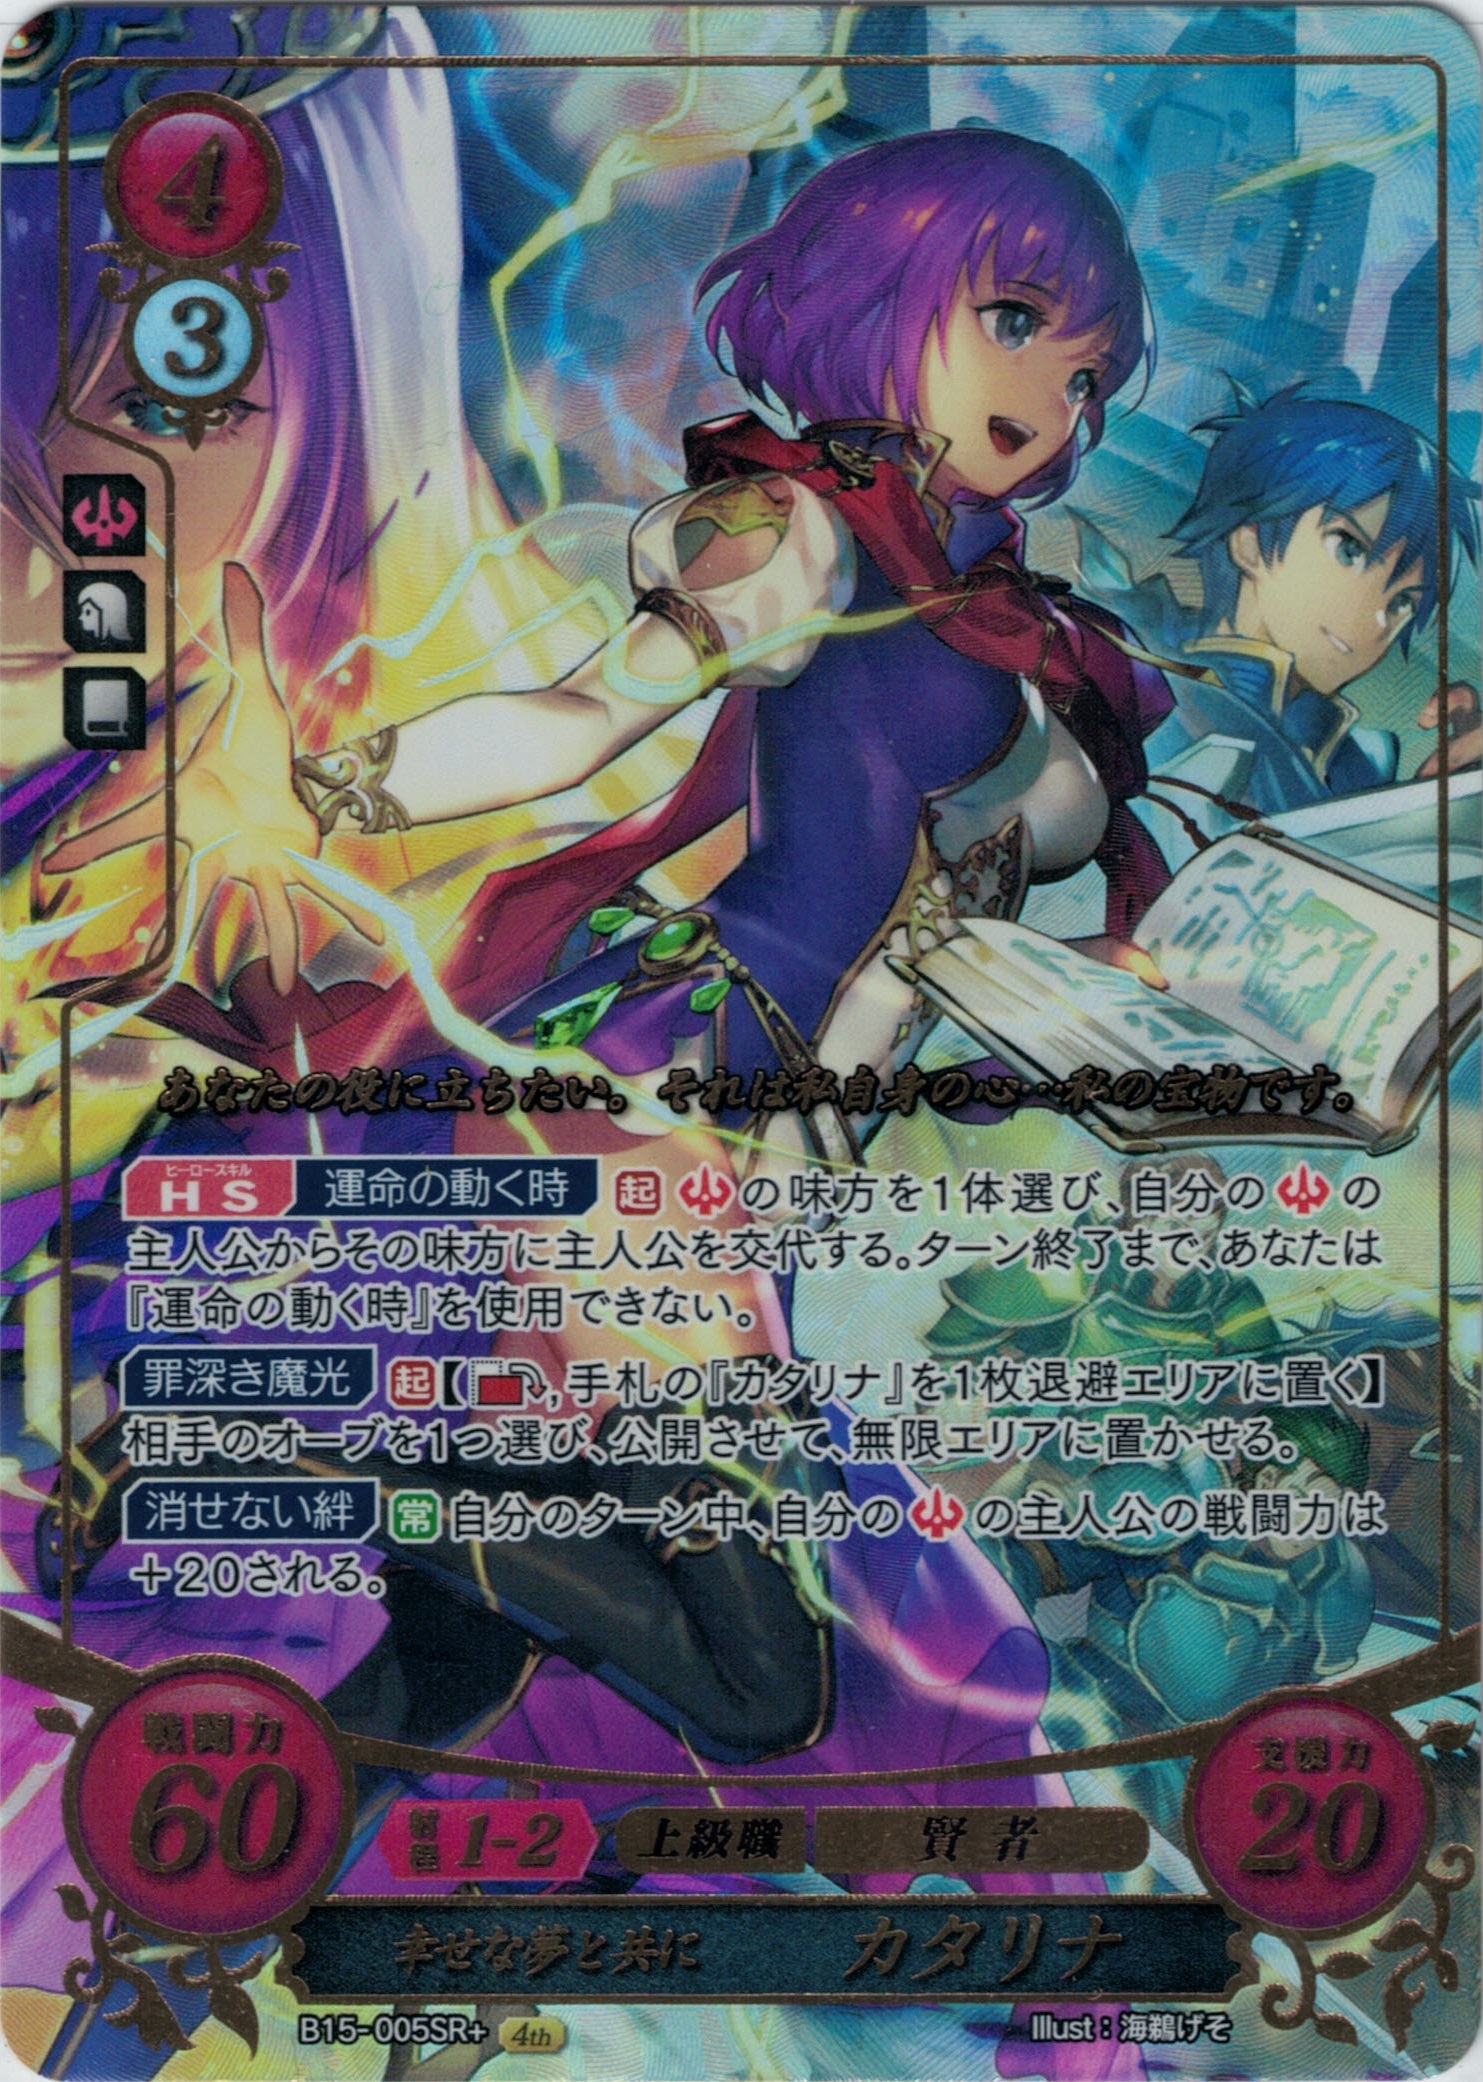 4
3
あなたの役に立ちたい。それは私自身の心…私の宝物です。
ヒーロースキル
HS 運命の動く時 起 の味方を1体選び、自分の の
主人公からその味方に主人公を交代する。ターン終了まで、あなたは
『運命の動く時』を使用できない。
罪深き魔光 起【 ,手札の『カタリナ』を1枚退避エリアに置く】
相手のオーブを1つ選び、公開させて、無限エリアに置かせる。
消せない絆 常 自分のターン中、自分の の主人公の戦闘力は
+20される。
戦闘力
60
射程 1-2 上級職 賢者
支援力
20
幸せな夢と共に カタリナ
B15-005SR+ 4th Illust:海鵜げそ